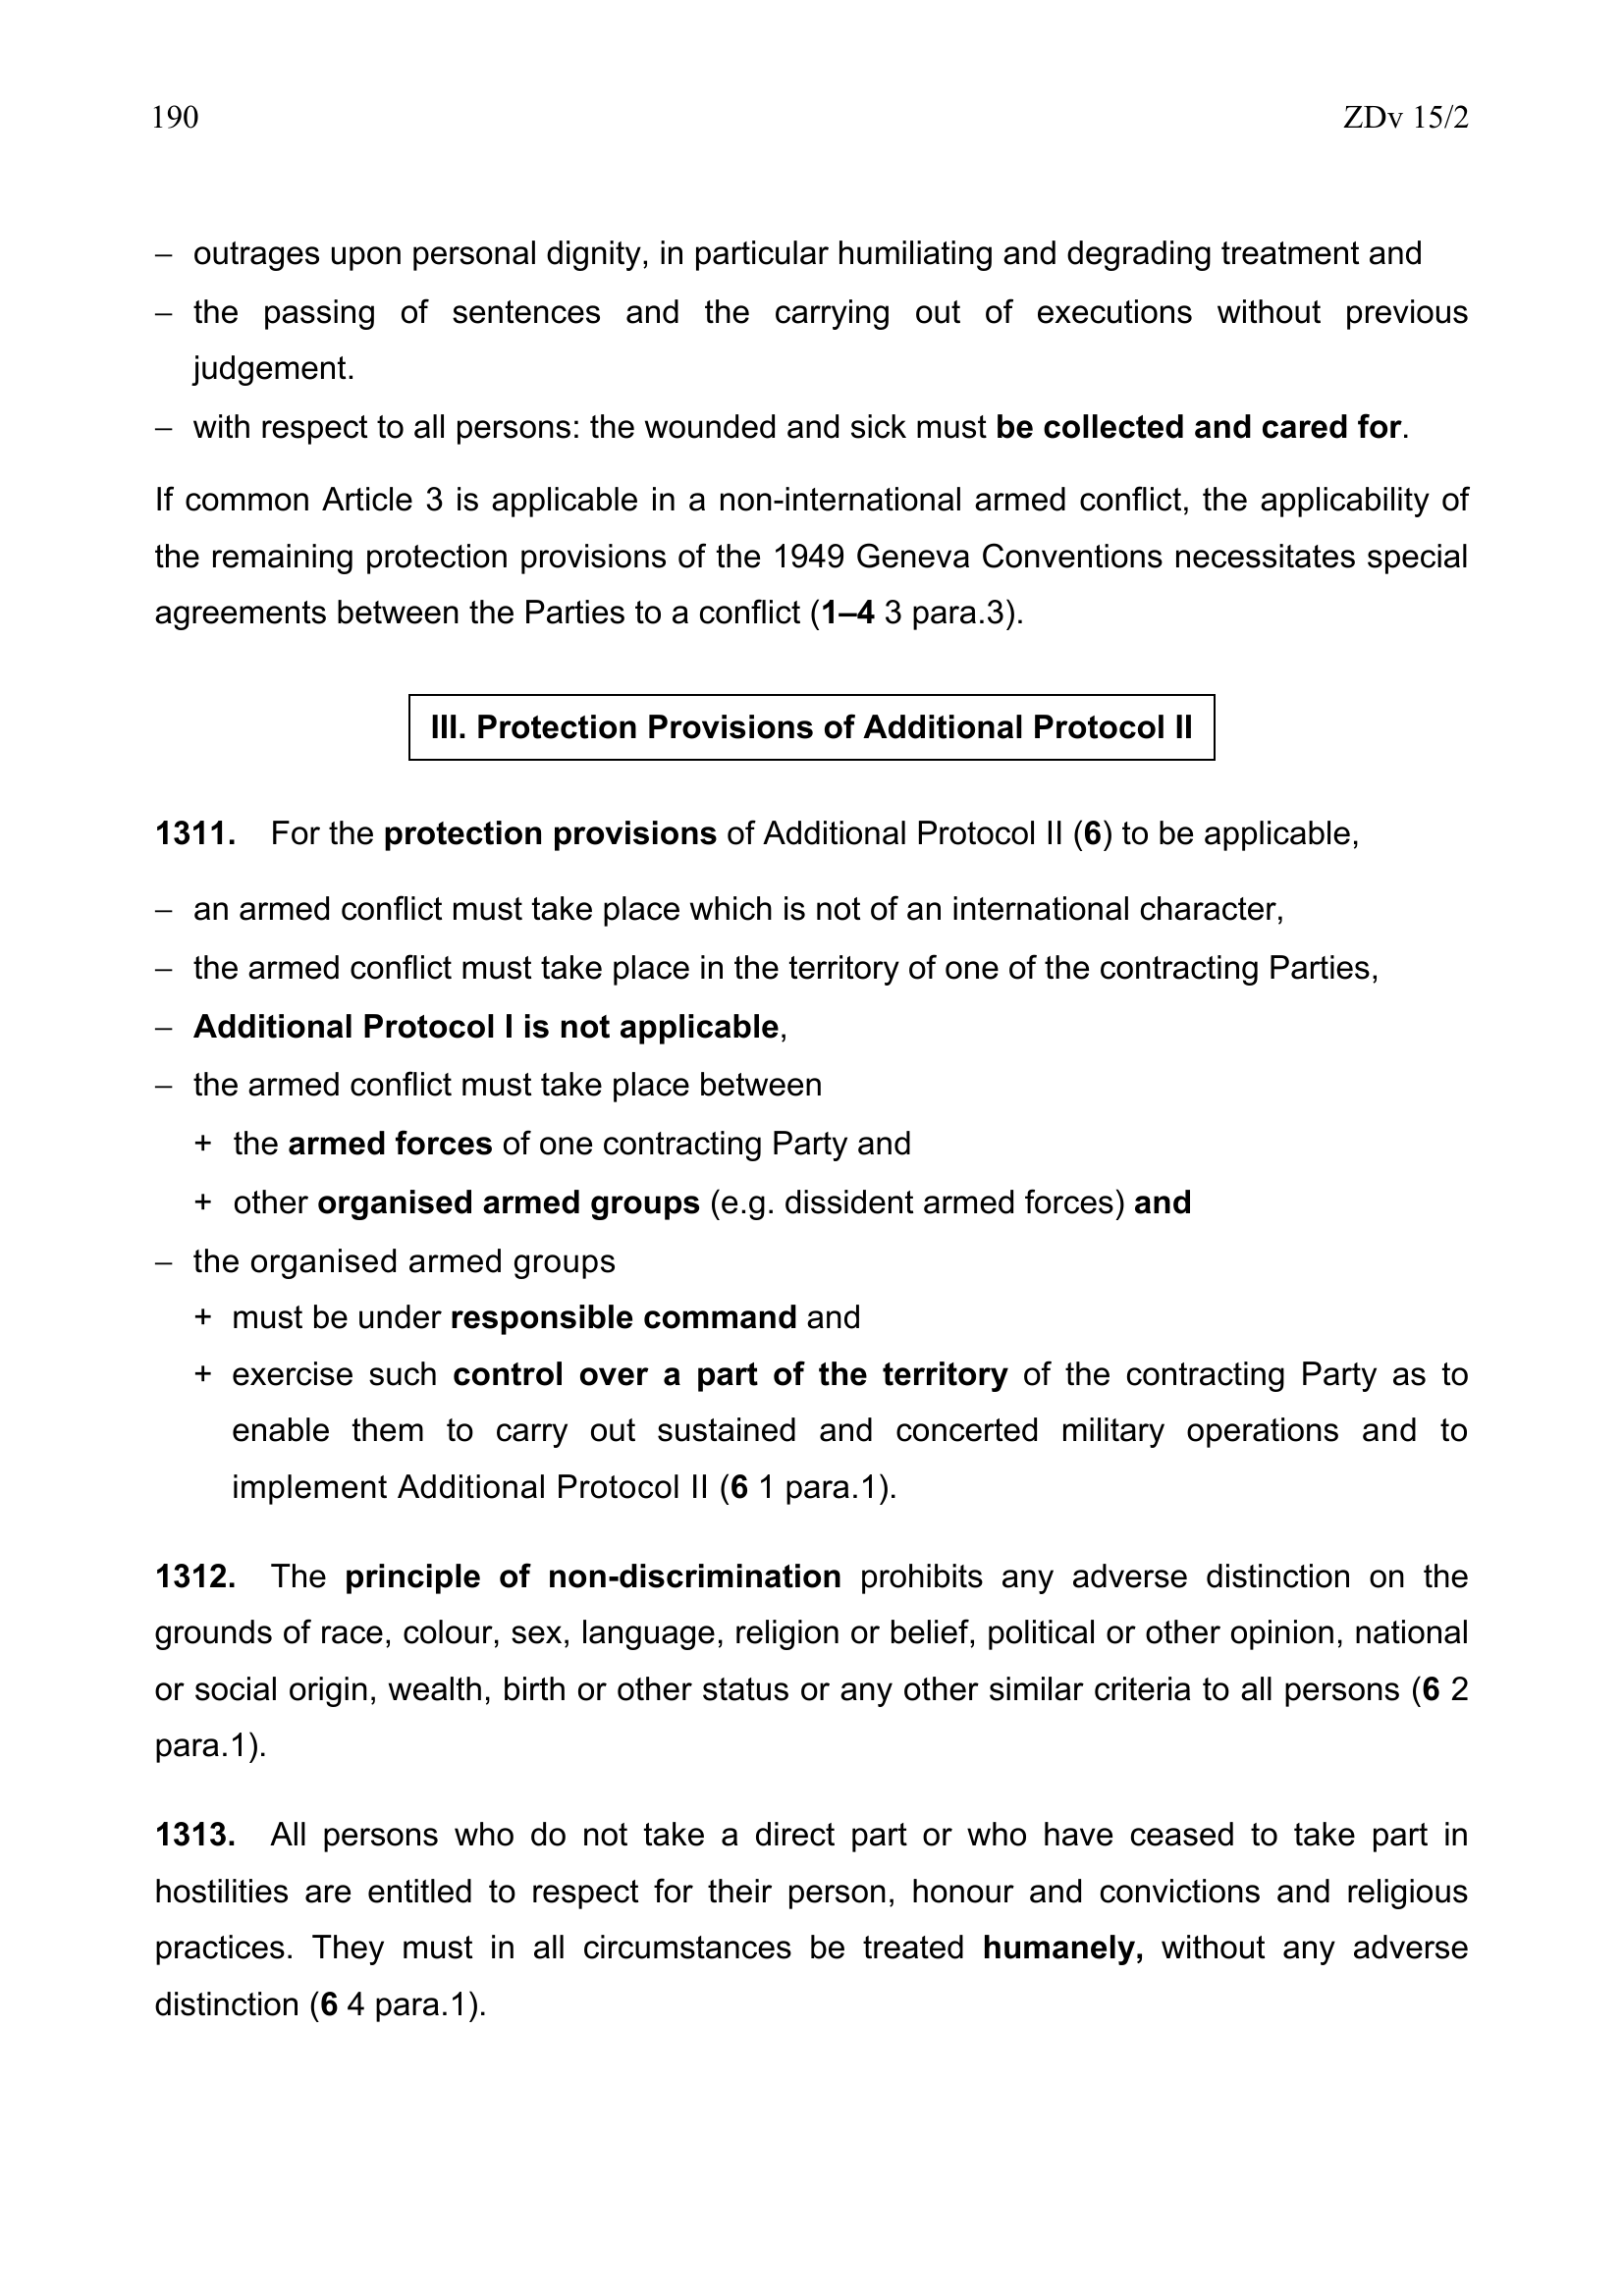 190
ZDv 15/2
– outrages upon personal dignity, in particular humiliating and degrading treatment and
– the passing of sentences and the carrying out of executions without previous
judgement.
– with respect to all persons: the wounded and sick must be collected and cared for.
If common Article 3 is applicable in a non-international armed conflict, the applicability of
the remaining protection provisions of the 1949 Geneva Conventions necessitates special
agreements between the Parties to a conflict (1–4 3 para.3).
III. Protection Provisions of Additional Protocol II
1311. For the protection provisions of Additional Protocol II (6) to be applicable,
– an armed conflict must take place which is not of an international character,
– the armed conflict must take place in the territory of one of the contracting Parties,
– Additional Protocol I is not applicable,
– the armed conflict must take place between
+ the armed forces of one contracting Party and
+ other organised armed groups (e.g. dissident armed forces) and
– the organised armed groups
+ must be under responsible command and
+ exercise such control over a part of the territory of the contracting Party as to
enable them to carry out sustained and concerted military operations and to
implement Additional Protocol II (6 1 para.1).
1312. The principle of non-discrimination prohibits any adverse distinction on the
grounds of race, colour, sex, language, religion or belief, political or other opinion, national
or social origin, wealth, birth or other status or any other similar criteria to all persons (6 2
para.1).
1313. All persons who do not take a direct part or who have ceased to take part in
hostilities are entitled to respect for their person, honour and convictions and religious
practices. They must in all circumstances be treated humanely, without any adverse
distinction (6 4 para.1).